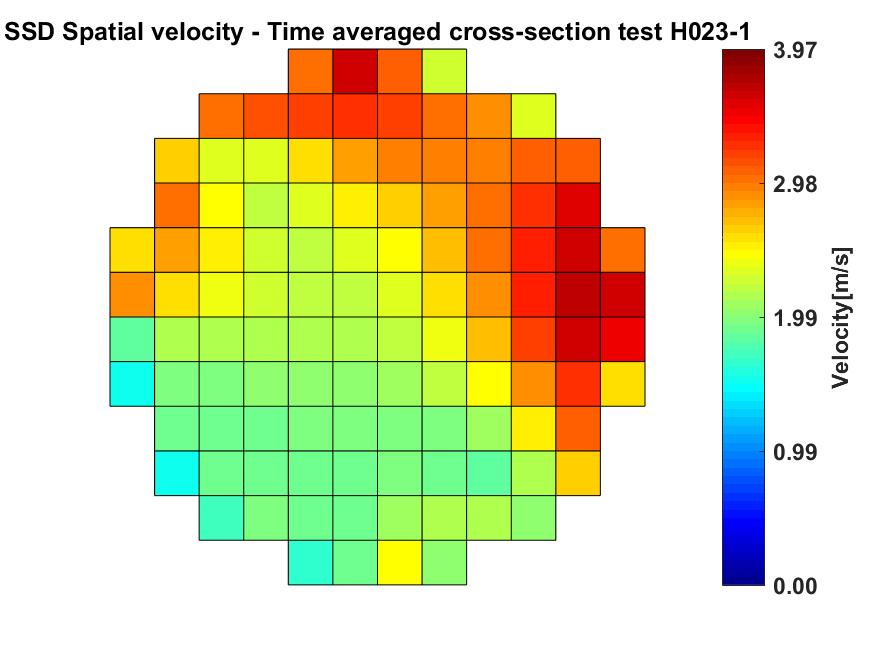 SSD Spatial velocity - Time averaged cross-section test H023-1
3.97
2.98
1.99
0.99
0.00
Velocity[m/s]